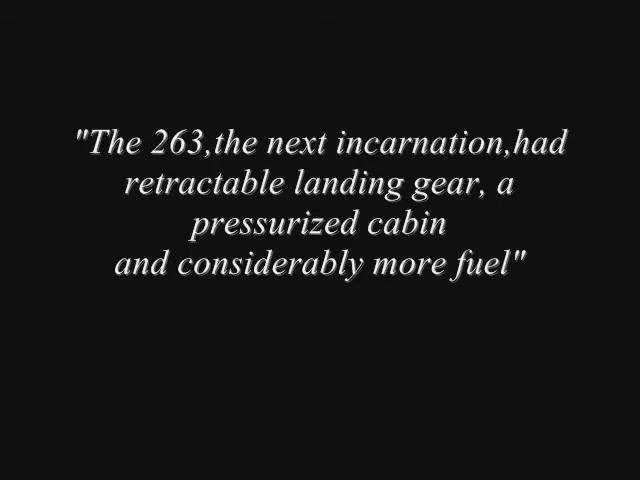 "The 263,the next incarnation,had
retractable landing gear, a
pressurized cabin
and considerably more fuel"